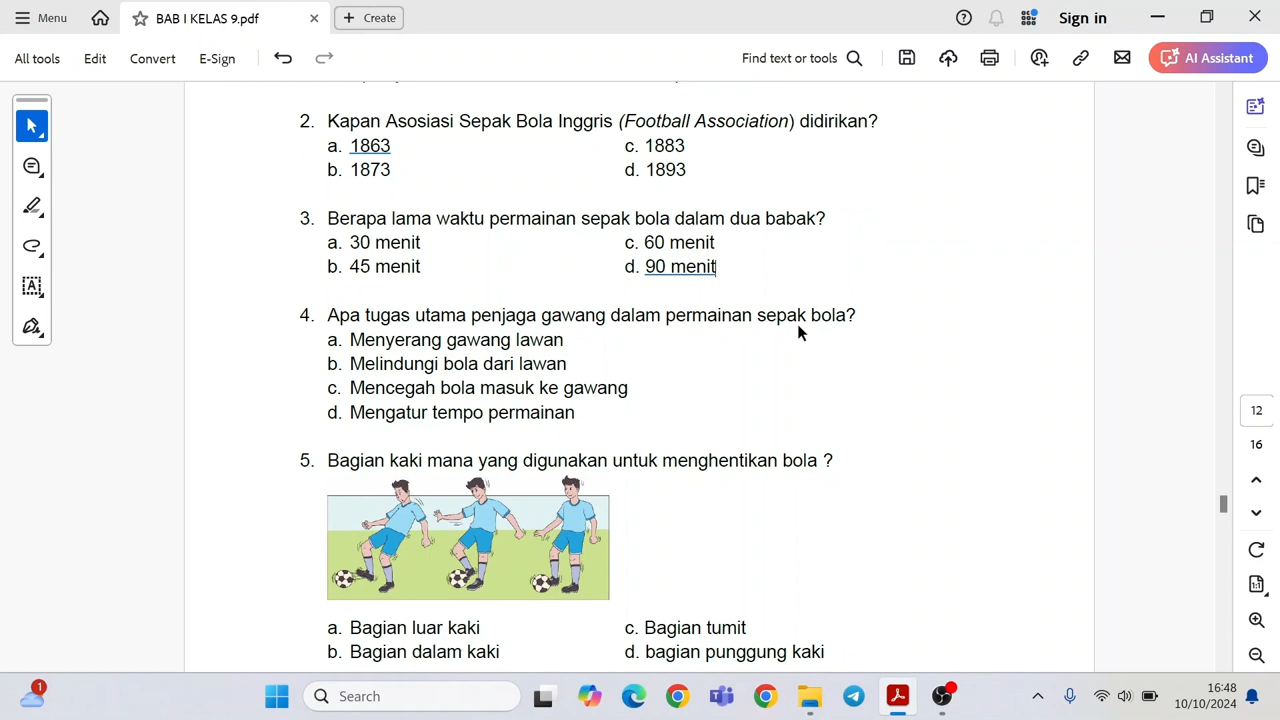 Menu
BAB I KELAS 9.pdf
Create
Sign in
All tools
Edit
Convert
E-Sign
Find text or tools
AI Assistant
2. Kapan Asosiasi Sepak Bola Inggris (Football Association) didirikan?
a. 1863 c. 1883
b. 1873 d. 1893
3. Berapa lama waktu permainan sepak bola dalam dua babak?
a. 30 menit c. 60 menit
b. 45 menit d. 90 menit
4. Apa tugas utama penjaga gawang dalam permainan sepak bola?
a. Menyerang gawang lawan
b. Melindungi bola dari lawan
c. Mencegah bola masuk ke gawang
d. Mengatur tempo permainan
5. Bagian kaki mana yang digunakan untuk menghentikan bola ?
a. Bagian luar kaki c. Bagian tumit
b. Bagian dalam kaki d. bagian punggung kaki
12
16
1
Search
16:48
10/10/2024